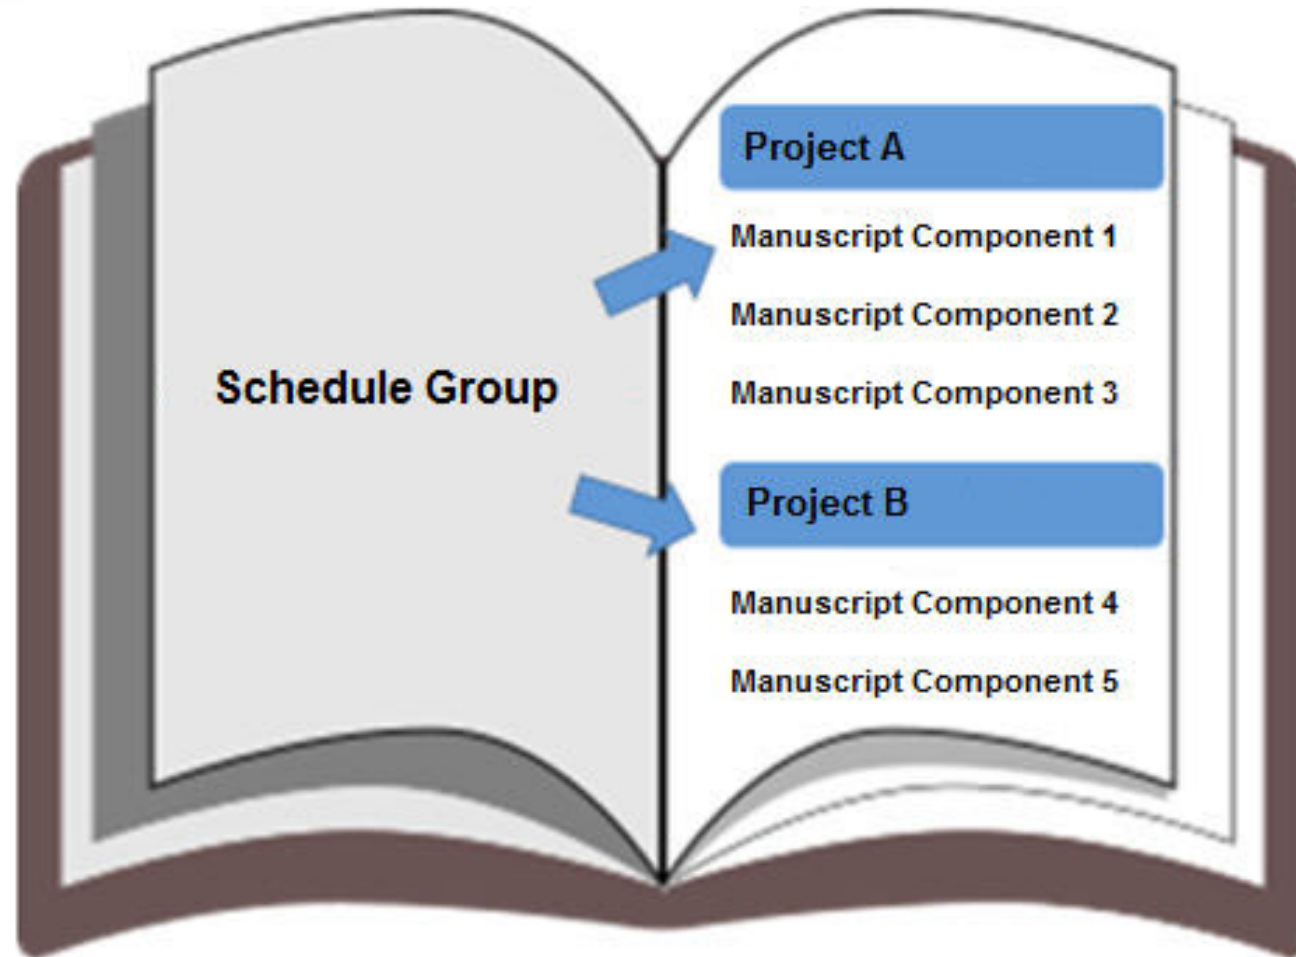 Schedule Group
Project A
Manuscript Component 1
Manuscript Component 2
Manuscript Component 3
Project B
Manuscript Component 4
Manuscript Component 5